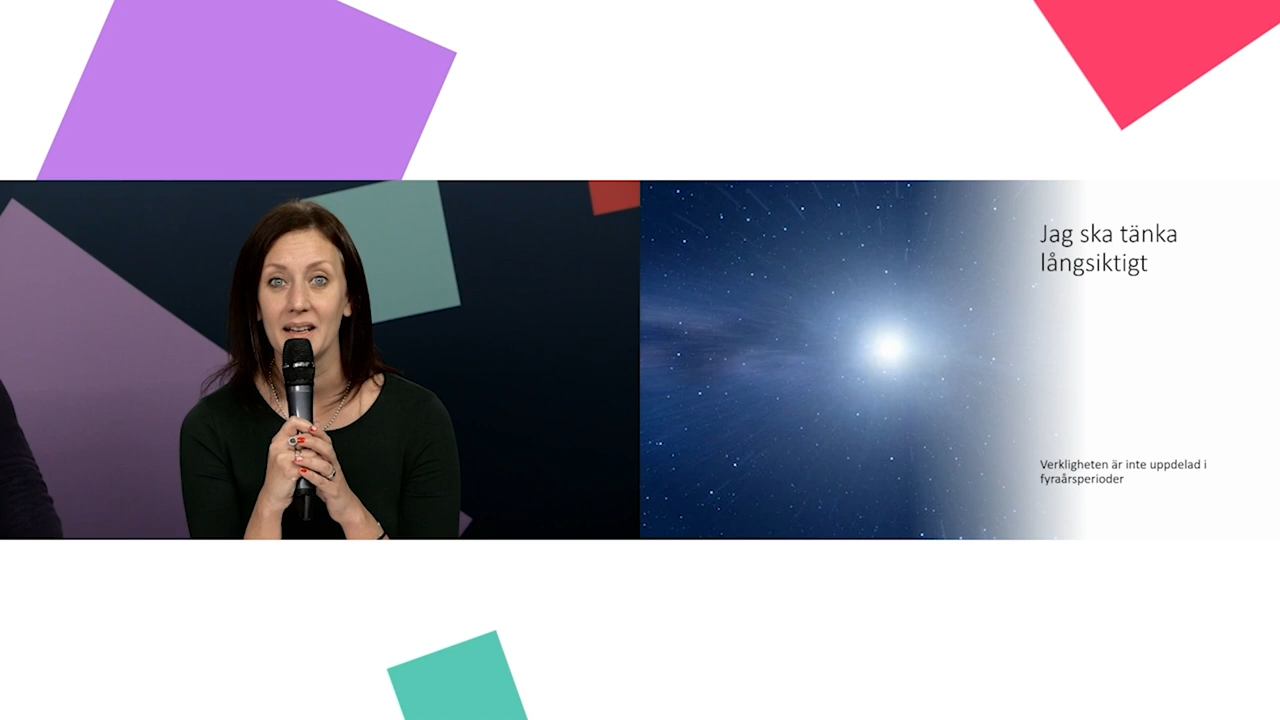 Jag ska tänka
långsiktigt
Verkligheten är inte uppdelad i
fyraårsperioder